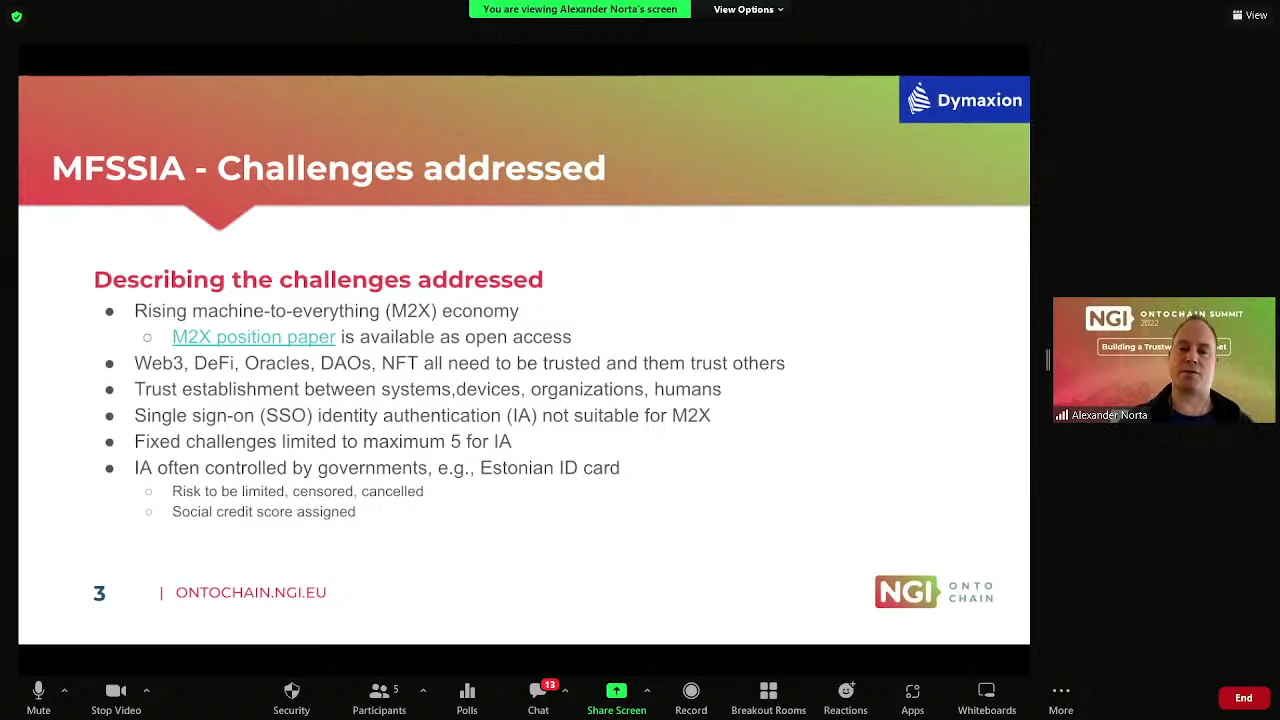 You are viewing Alexander Norta's screen
View Options
View
Dymaxion
MFSSIA - Challenges addressed
Describing the challenges addressed
Rising machine-to-everything (M2X) economy
M2X position paper is available as open access
Web3, DeFi, Oracles, DAOs, NFT all need to be trusted and them trust others
Trust establishment between systems,devices, organizations, humans
Single sign-on (SSO) identity authentication (IA) not suitable for M2X
Fixed challenges limited to maximum 5 for IA
IA often controlled by governments, e.g., Estonian ID card
Risk to be limited, censored, cancelled
Social credit score assigned
3 | ONTOCHAIN.NGI.EU
NGI ONTO
CHAIN
NGI ONTOCHAIN SUMMIT
2022
Building a Trustw
Alexander Norta
Mute
Stop Video
Security
Participants 5
Polls
Chat 13
Share Screen
Record
Breakout Rooms
Reactions
Apps
Whiteboards
More
End